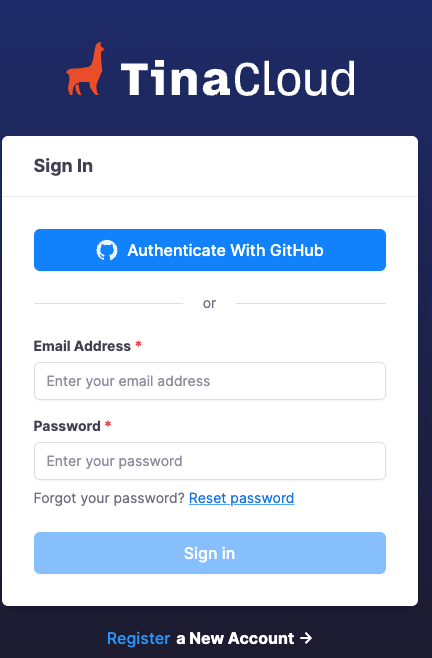 TinaCloud
Sign In
Authenticate With GitHub
or
Email Address *
Enter your email address
Password *
Enter your password
Forgot your password? Reset password
Sign in
Register a New Account →